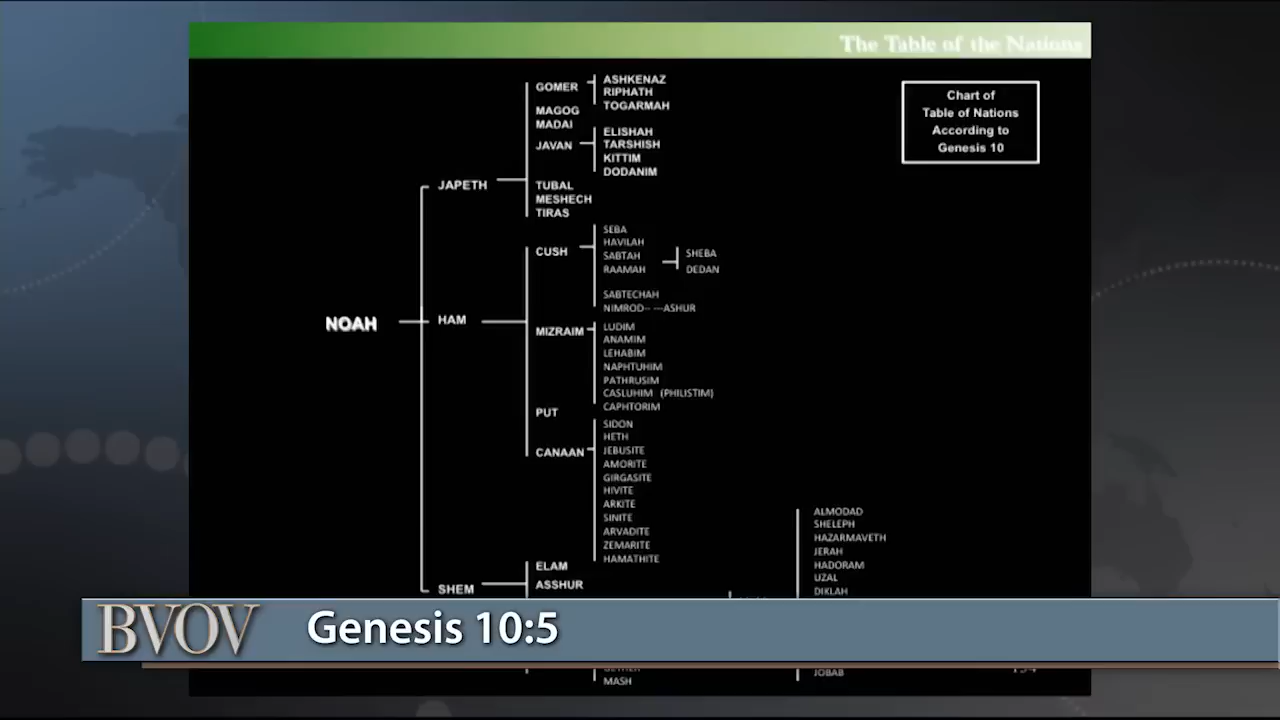 The Table of the Nations
Chart of
Table of Nations
According to
Genesis 10
NOAH
JAPETH
GOMER
ASHKENAZ
RIPHATH
TOGARMAH
MAGOG
MADAI
JAVAN
ELISHAH
TARSHISH
KITTIM
DODANIM
TUBAL
MESHECH
TIRAS
HAM
CUSH
SEBA
HAVILAH
SABTAH
RAAMAH
SHEBA
DEDAN
SABTECHAH
NIMROD-- ---ASHUR
MIZRAIM
LUDIM
ANAMIM
LEHABIM
NAPHTUHIM
PATHRUSIM
CASLUHIM (PHILISTIM)
CAPHTORIM
PUT
CANAAN
SIDON
HETH
JEBUSITE
AMORITE
GIRGASITE
HIVITE
ARKITE
SINITE
ARVADITE
ZEMARITE
HAMATHITE
SHEM
ELAM
ASSHUR
ALMODAD
SHELEPH
HAZARMAVETH
JERAH
HADORAM
UZAL
DIKLAH
MASH
JOBAB
BVOV
Genesis 10:5